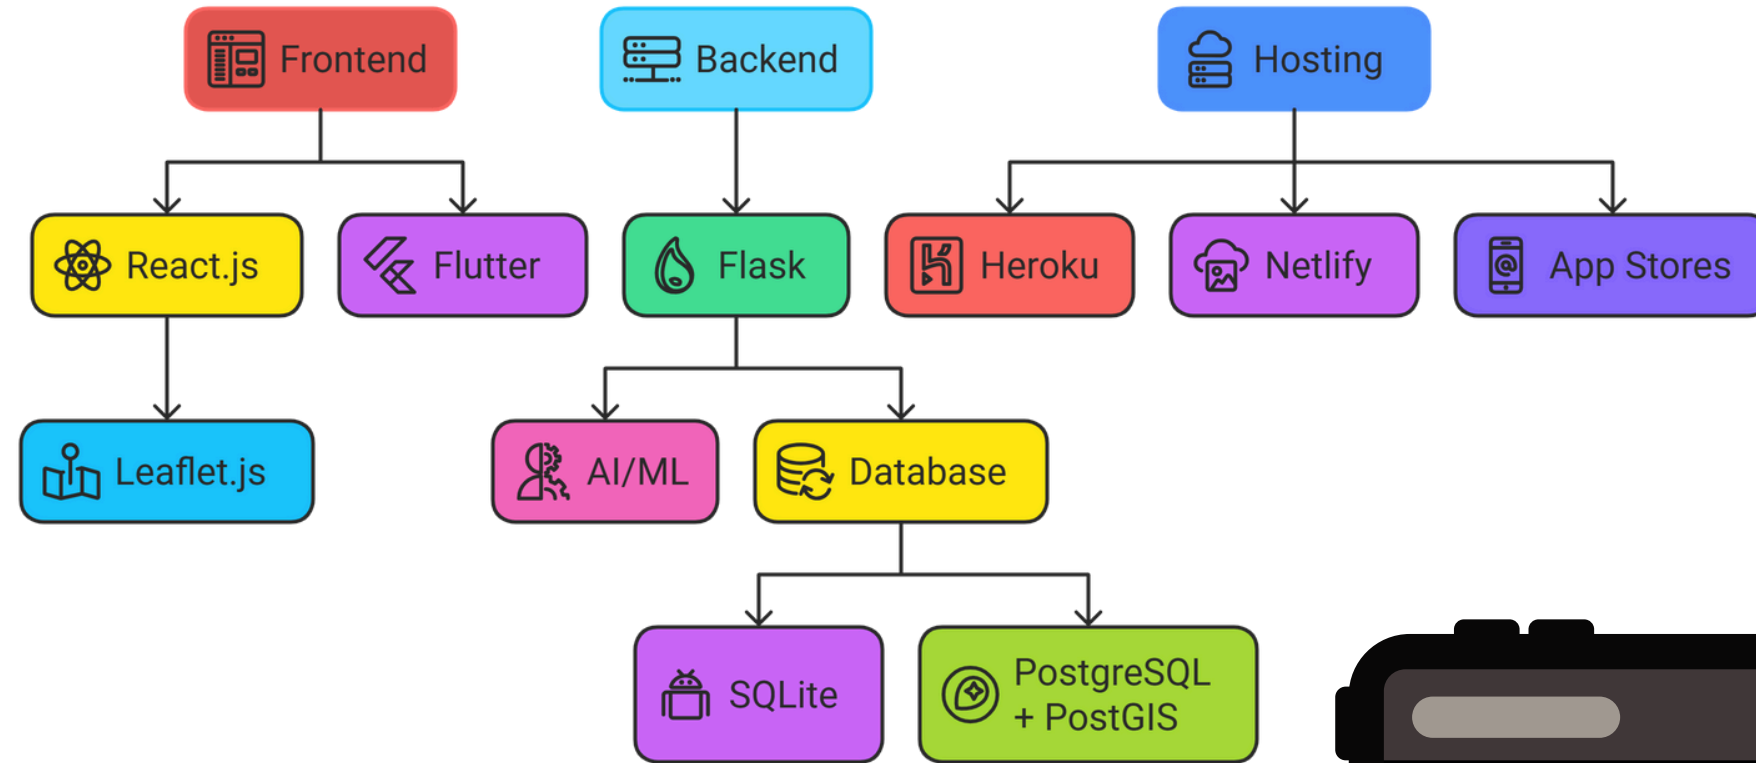 Frontend
Backend
Hosting
React.js
Flutter
Flask
Heroku
Netlify
App Stores
Leaflet.js
AI/ML
Database
SQLite
PostgreSQL
+ PostGIS